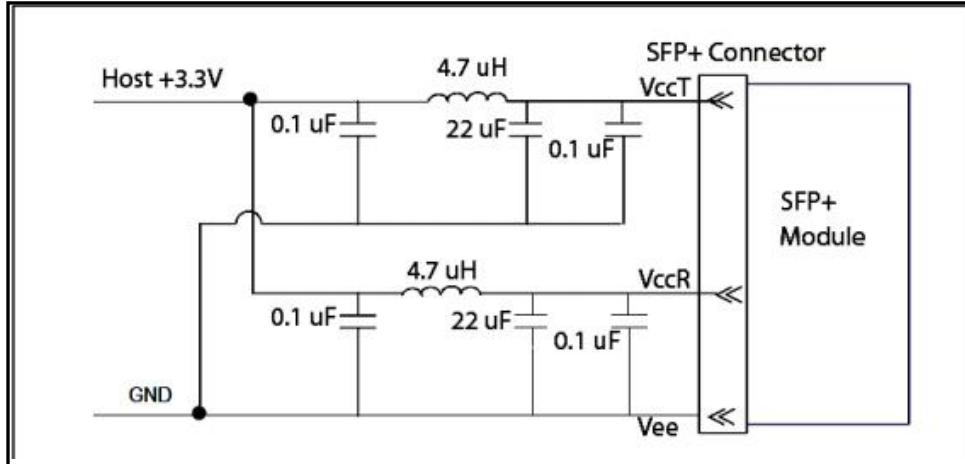 SFP+ Connector
4.7 uH
Host +3.3V
VccT
0.1 uF
22 uF
0.1 uF
SFP+
Module
4.7 uH
VccR
0.1 uF
22 uF
0.1 uF
GND
Vee